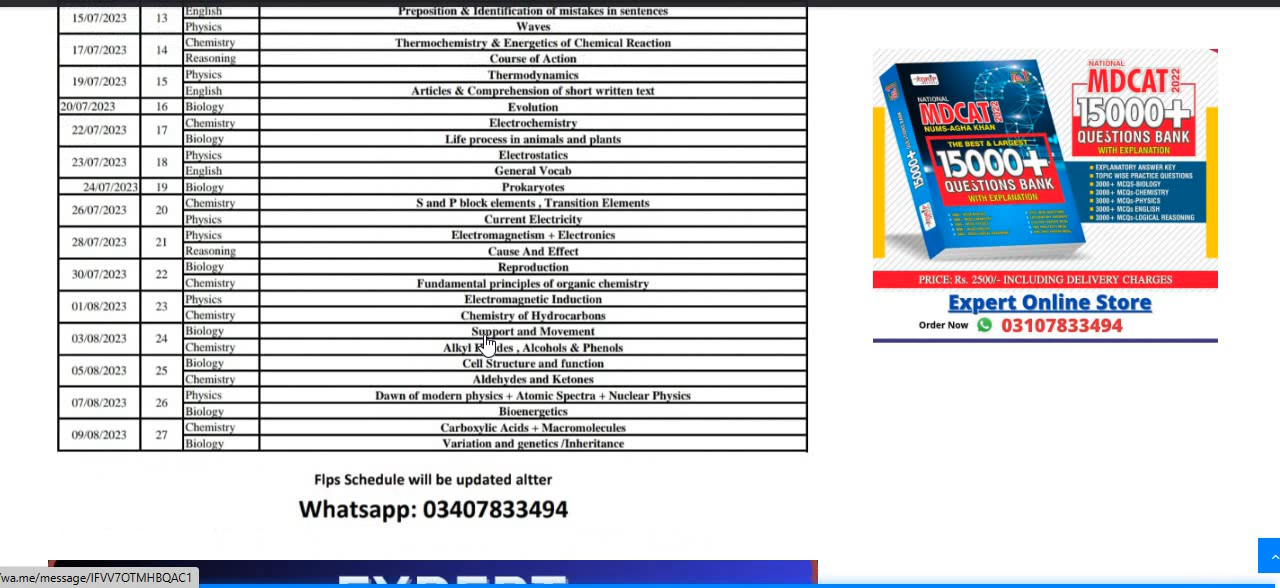 English Preposition & Identification of mistakes in sentences
15/07/2023 13
Physics Waves
Chemistry Thermochemistry & Energetics of Chemical Reaction
17/07/2023 14
Reasoning Course of Action
Physics Thermodynamics
19/07/2023 15
English Articles & Comprehension of short written text
20/07/2023 16 Biology Evolution
Chemistry Electrochemistry
22/07/2023 17
Biology Life process in animals and plants
Physics Electrostatics
23/07/2023 18
English General Vocab
24/07/2023 19 Biology Prokaryotes
Chemistry S and P block elements , Transition Elements
26/07/2023 20
Physics Current Electricity
Physics Electromagnetism + Electronics
28/07/2023 21
Reasoning Cause And Effect
Biology Reproduction
30/07/2023 22
Chemistry Fundamental principles of organic chemistry
Physics Electromagnetic Induction
01/08/2023 23
Chemistry Chemistry of Hydrocarbons
Biology Support and Movement
03/08/2023 24
Chemistry Alkyl , Alcohols & Phenols
Biology Cell Structure and function
05/08/2023 25
Chemistry Aldehydes and Ketones
Physics Dawn of modern physics + Atomic Spectra + Nuclear Physics
07/08/2023 26
Biology Bioenergetics
Chemistry Carboxylic Acids + Macromolecules
09/08/2023 27
Biology Variation and genetics /Inheritance
Flps Schedule will be updated altter
Whatsapp: 03407833494
EXPERT
/wa.me/message/IFVV7OTMHBQAC1
NATIONAL
MDCAT 2022
NUMS-AGHA KHAN
THE BEST & LARGEST
15000+
QUESTIONS BANK
WITH EXPLANATION
15000+
NATIONAL
MDCAT 2022
15000+
QUESTIONS BANK
WITH EXPLANATION
EXPLANATORY ANSWER KEY
TOPIC WISE PRACTICE QUESTIONS
3000+ MCQS-BIOLOGY
3000+ MCQs-CHEMISTRY
3000+ MCQs-PHYSICS
3000+ MCQs ENGLISH
3000+ MCQs-LOGICAL REASONING
PRICE: Rs. 2500/- INCLUDING DELIVERY CHARGES
Expert Online Store
Order Now 03107833494